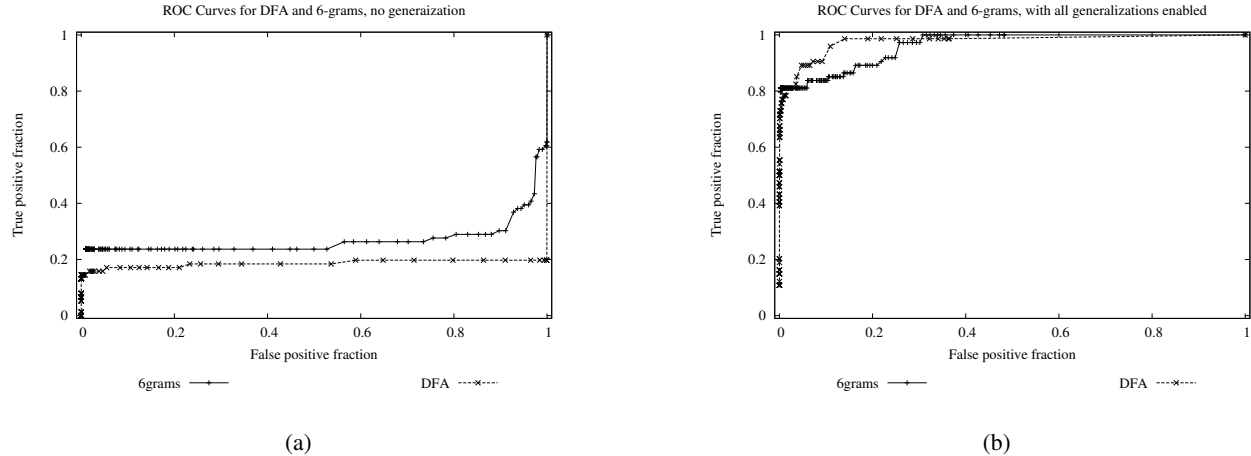 ROC Curves for DFA and 6-grams, no generaization
1
0.8
0.6
0.4
0.2
0
True positive fraction
0 0.2 0.4 0.6 0.8 1
False positive fraction
6grams DFA
(a)
ROC Curves for DFA and 6-grams, with all generalizations enabled
1
0.8
0.6
0.4
0.2
0
True positive fraction
0 0.2 0.4 0.6 0.8 1
False positive fraction
6grams DFA
(b)